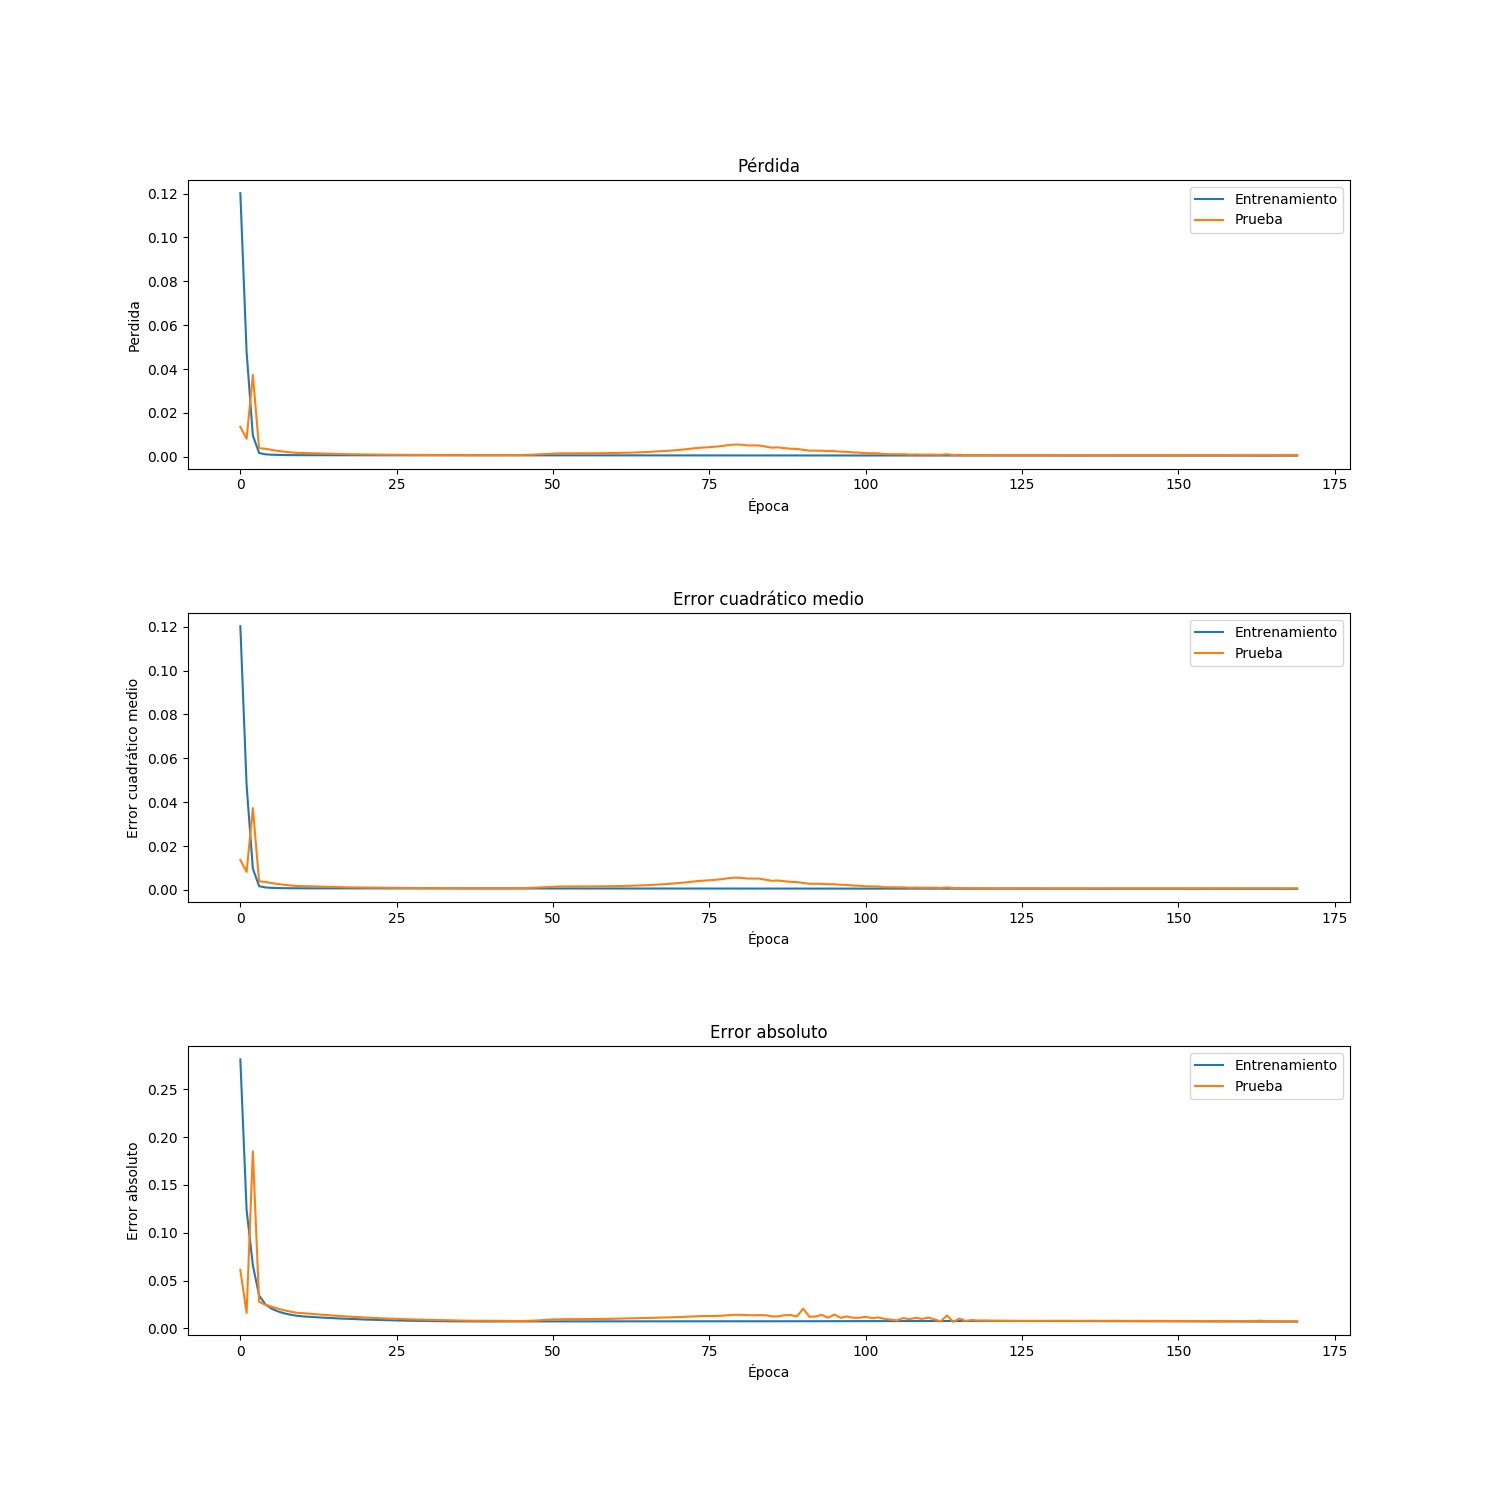 Pérdida
0.12
0.10
0.08
0.06
0.04
0.02
0.00
Perdida
Entrenamiento
Prueba
0 25 50 75 100 125 150 175
Época
Error cuadrático medio
0.12
0.10
0.08
0.06
0.04
0.02
0.00
Error cuadrático medio
Entrenamiento
Prueba
0 25 50 75 100 125 150 175
Época
Error absoluto
0.25
0.20
0.15
0.10
0.05
0.00
Error absoluto
Entrenamiento
Prueba
0 25 50 75 100 125 150 175
Época